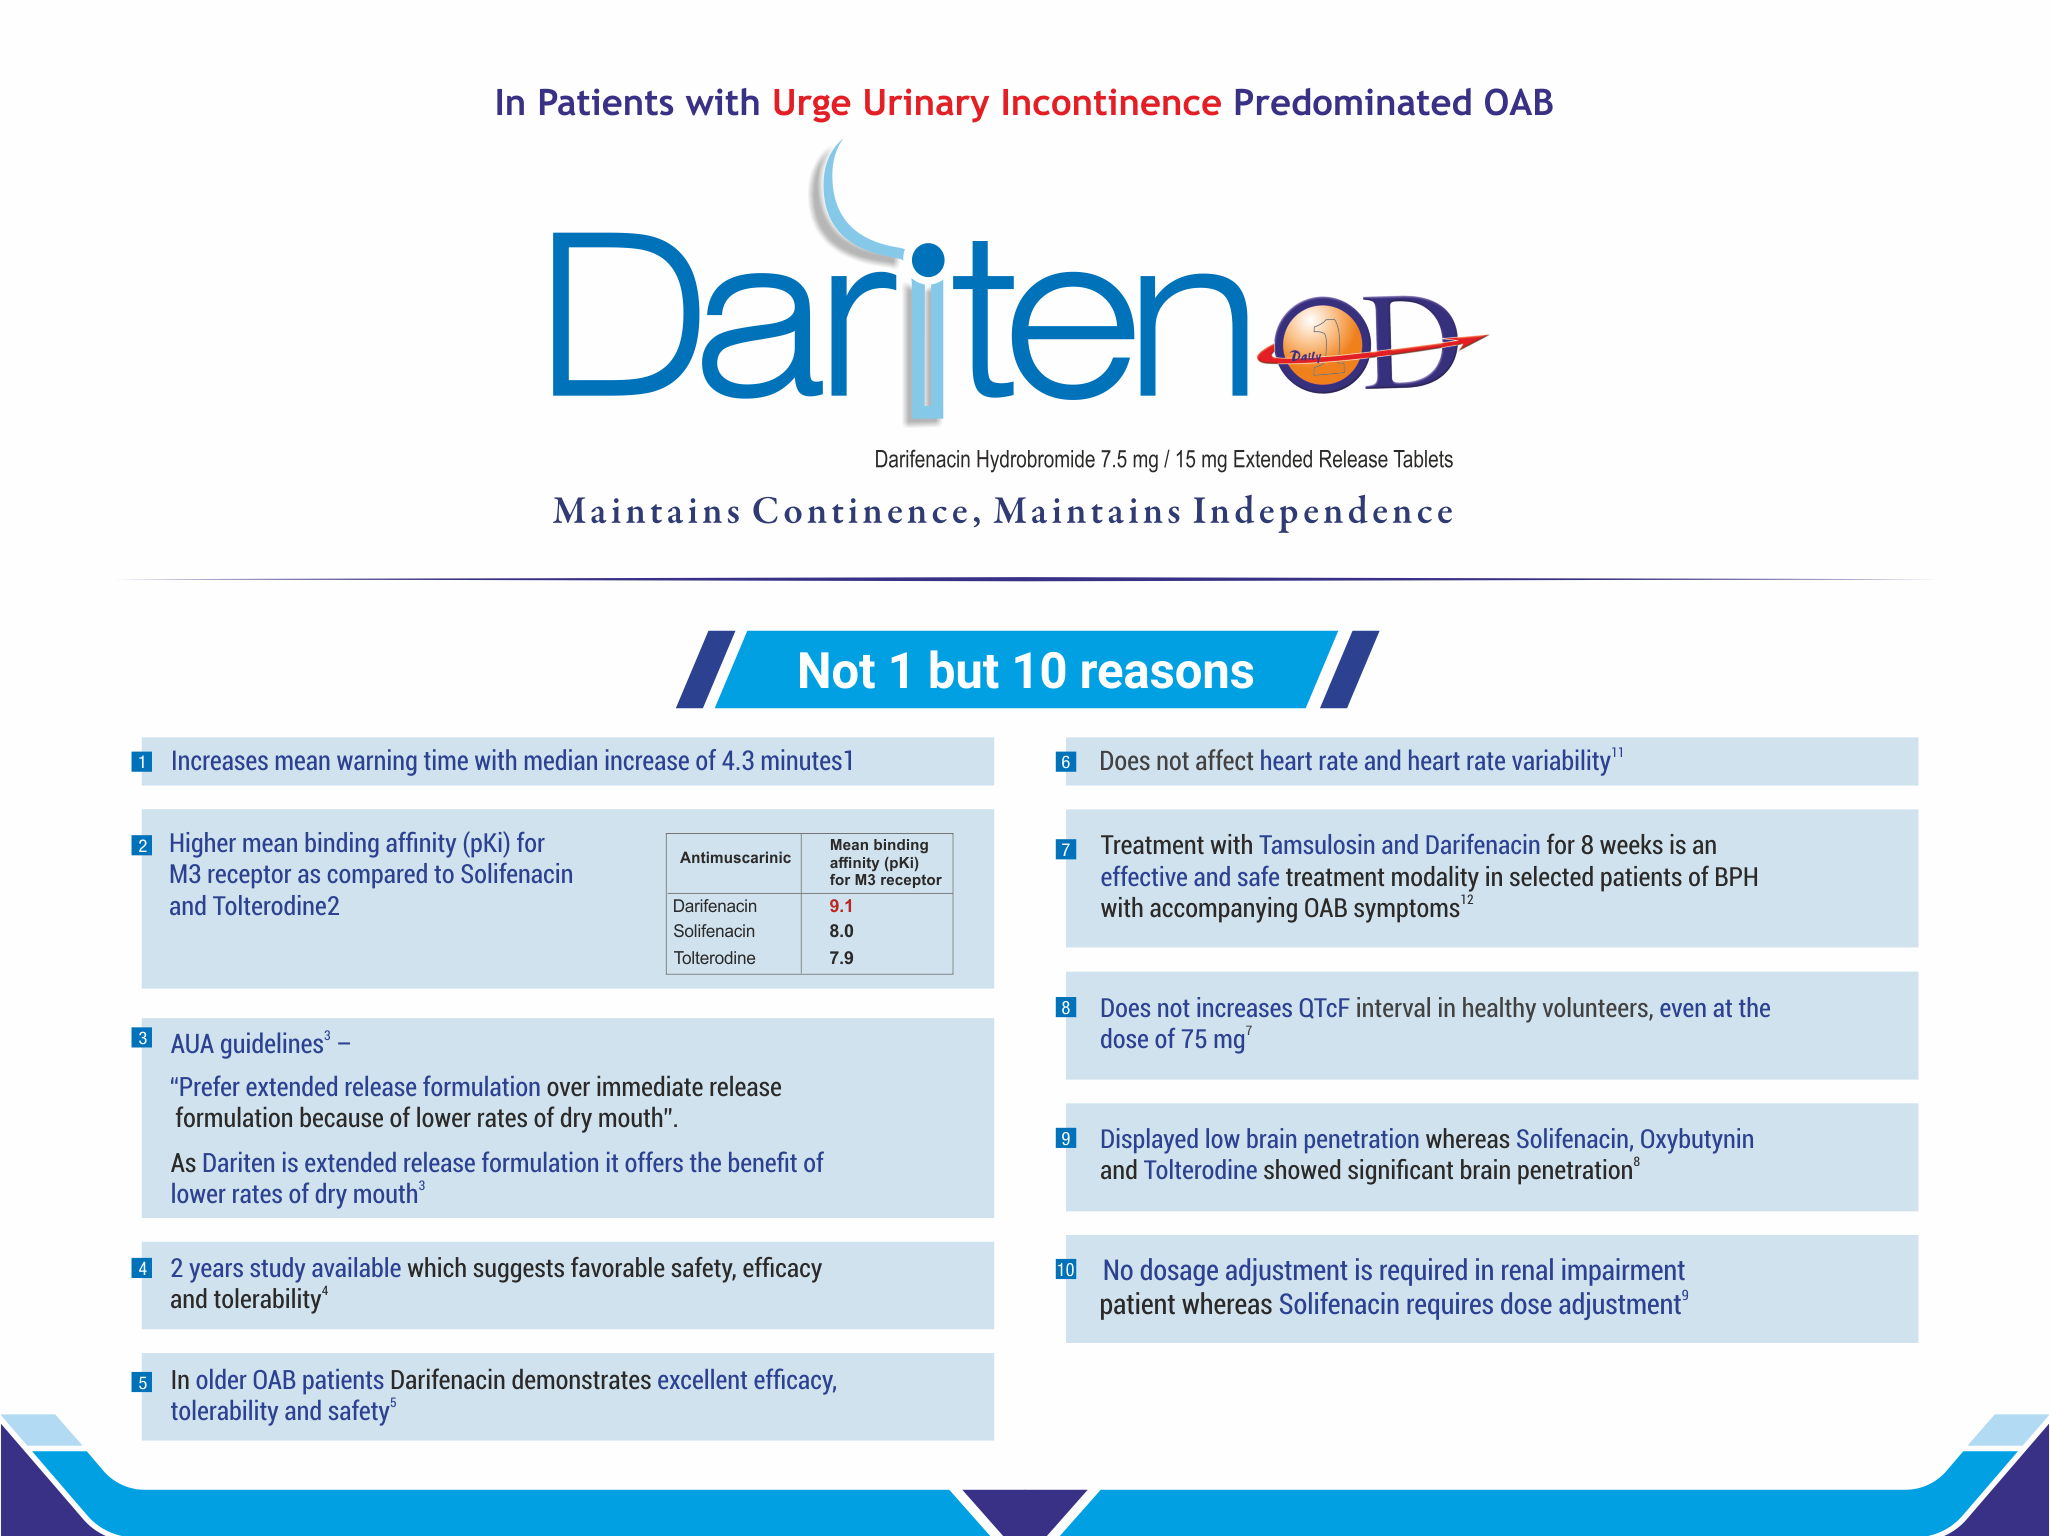 In Patients with Urge Urinary Incontinence Predominated OAB
Dariten OD
Daily 1
Darifenacin Hydrobromide 7.5 mg / 15 mg Extended Release Tablets
Maintains Continence, Maintains Independence
Not 1 but 10 reasons
1 Increases mean warning time with median increase of 4.3 minutes1
2 Higher mean binding affinity (pKi) for
M3 receptor as compared to Solifenacin
and Tolterodine2
Antimuscarinic
Mean binding
affinity (pKi)
for M3 receptor
Darifenacin 9.1
Solifenacin 8.0
Tolterodine 7.9
3 AUA guidelines³ –
“Prefer extended release formulation over immediate release
formulation because of lower rates of dry mouth”.
As Dariten is extended release formulation it offers the benefit of
lower rates of dry mouth³
4 2 years study available which suggests favorable safety, efficacy
and tolerability⁴
5 In older OAB patients Darifenacin demonstrates excellent efficacy,
tolerability and safety⁵
6 Does not affect heart rate and heart rate variability¹¹
7 Treatment with Tamsulosin and Darifenacin for 8 weeks is an
effective and safe treatment modality in selected patients of BPH
with accompanying OAB symptoms¹²
8 Does not increases QTcF interval in healthy volunteers, even at the
dose of 75 mg⁷
9 Displayed low brain penetration whereas Solifenacin, Oxybutynin
and Tolterodine showed significant brain penetration⁸
10 No dosage adjustment is required in renal impairment
patient whereas Solifenacin requires dose adjustment⁹